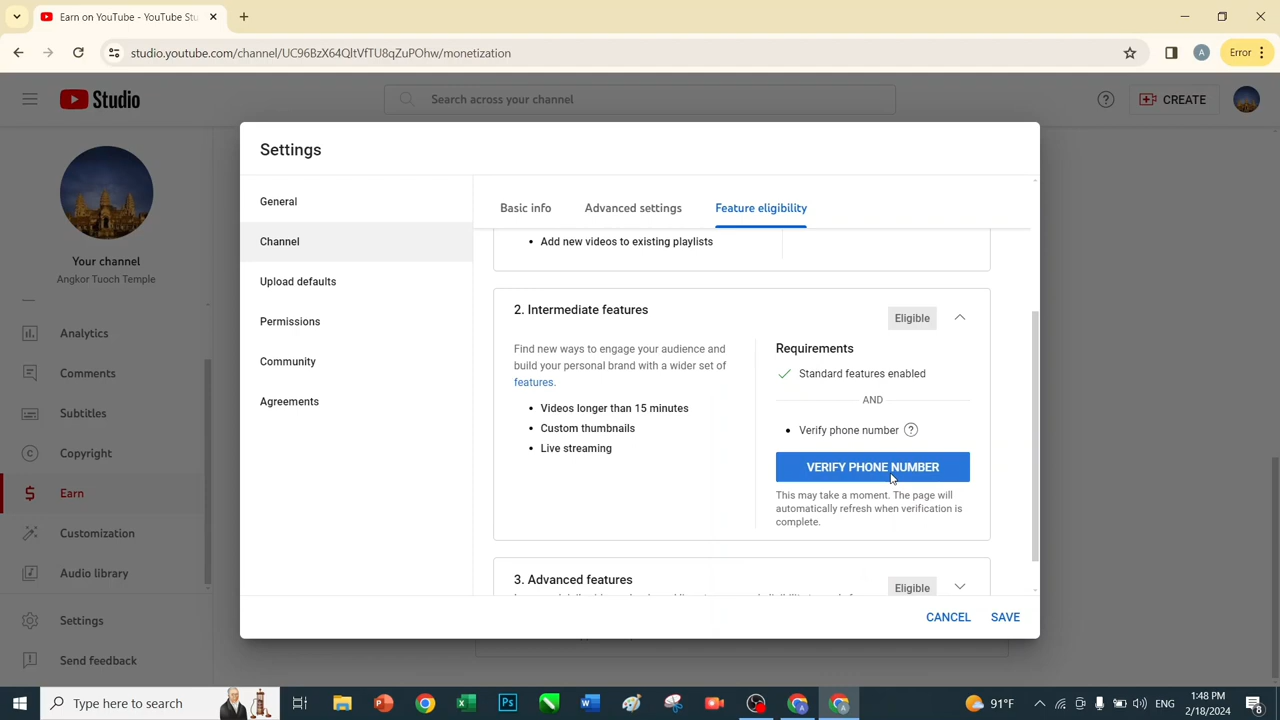 Earn on YouTube - YouTube Stu
studio.youtube.com/channel/UC96BzX64QltVfTU8qZuPOhw/monetization
Error
Studio
Search across your channel
CREATE
Settings
Your channel
Angkor Tuoch Temple
Analytics
Comments
Subtitles
Copyright
Earn
Customization
Audio library
Settings
Send feedback
General
Channel
Upload defaults
Permissions
Community
Agreements
Basic info
Advanced settings
Feature eligibility
• Add new videos to existing playlists
2. Intermediate features
Eligible
Find new ways to engage your audience and
build your personal brand with a wider set of
features.
• Videos longer than 15 minutes
• Custom thumbnails
• Live streaming
Requirements
Standard features enabled
AND
• Verify phone number
VERIFY PHONE NUMBER
This may take a moment. The page will
automatically refresh when verification is
complete.
3. Advanced features
Eligible
CANCEL
SAVE
Type here to search
91°F
ENG
1:48 PM
2/18/2024
8